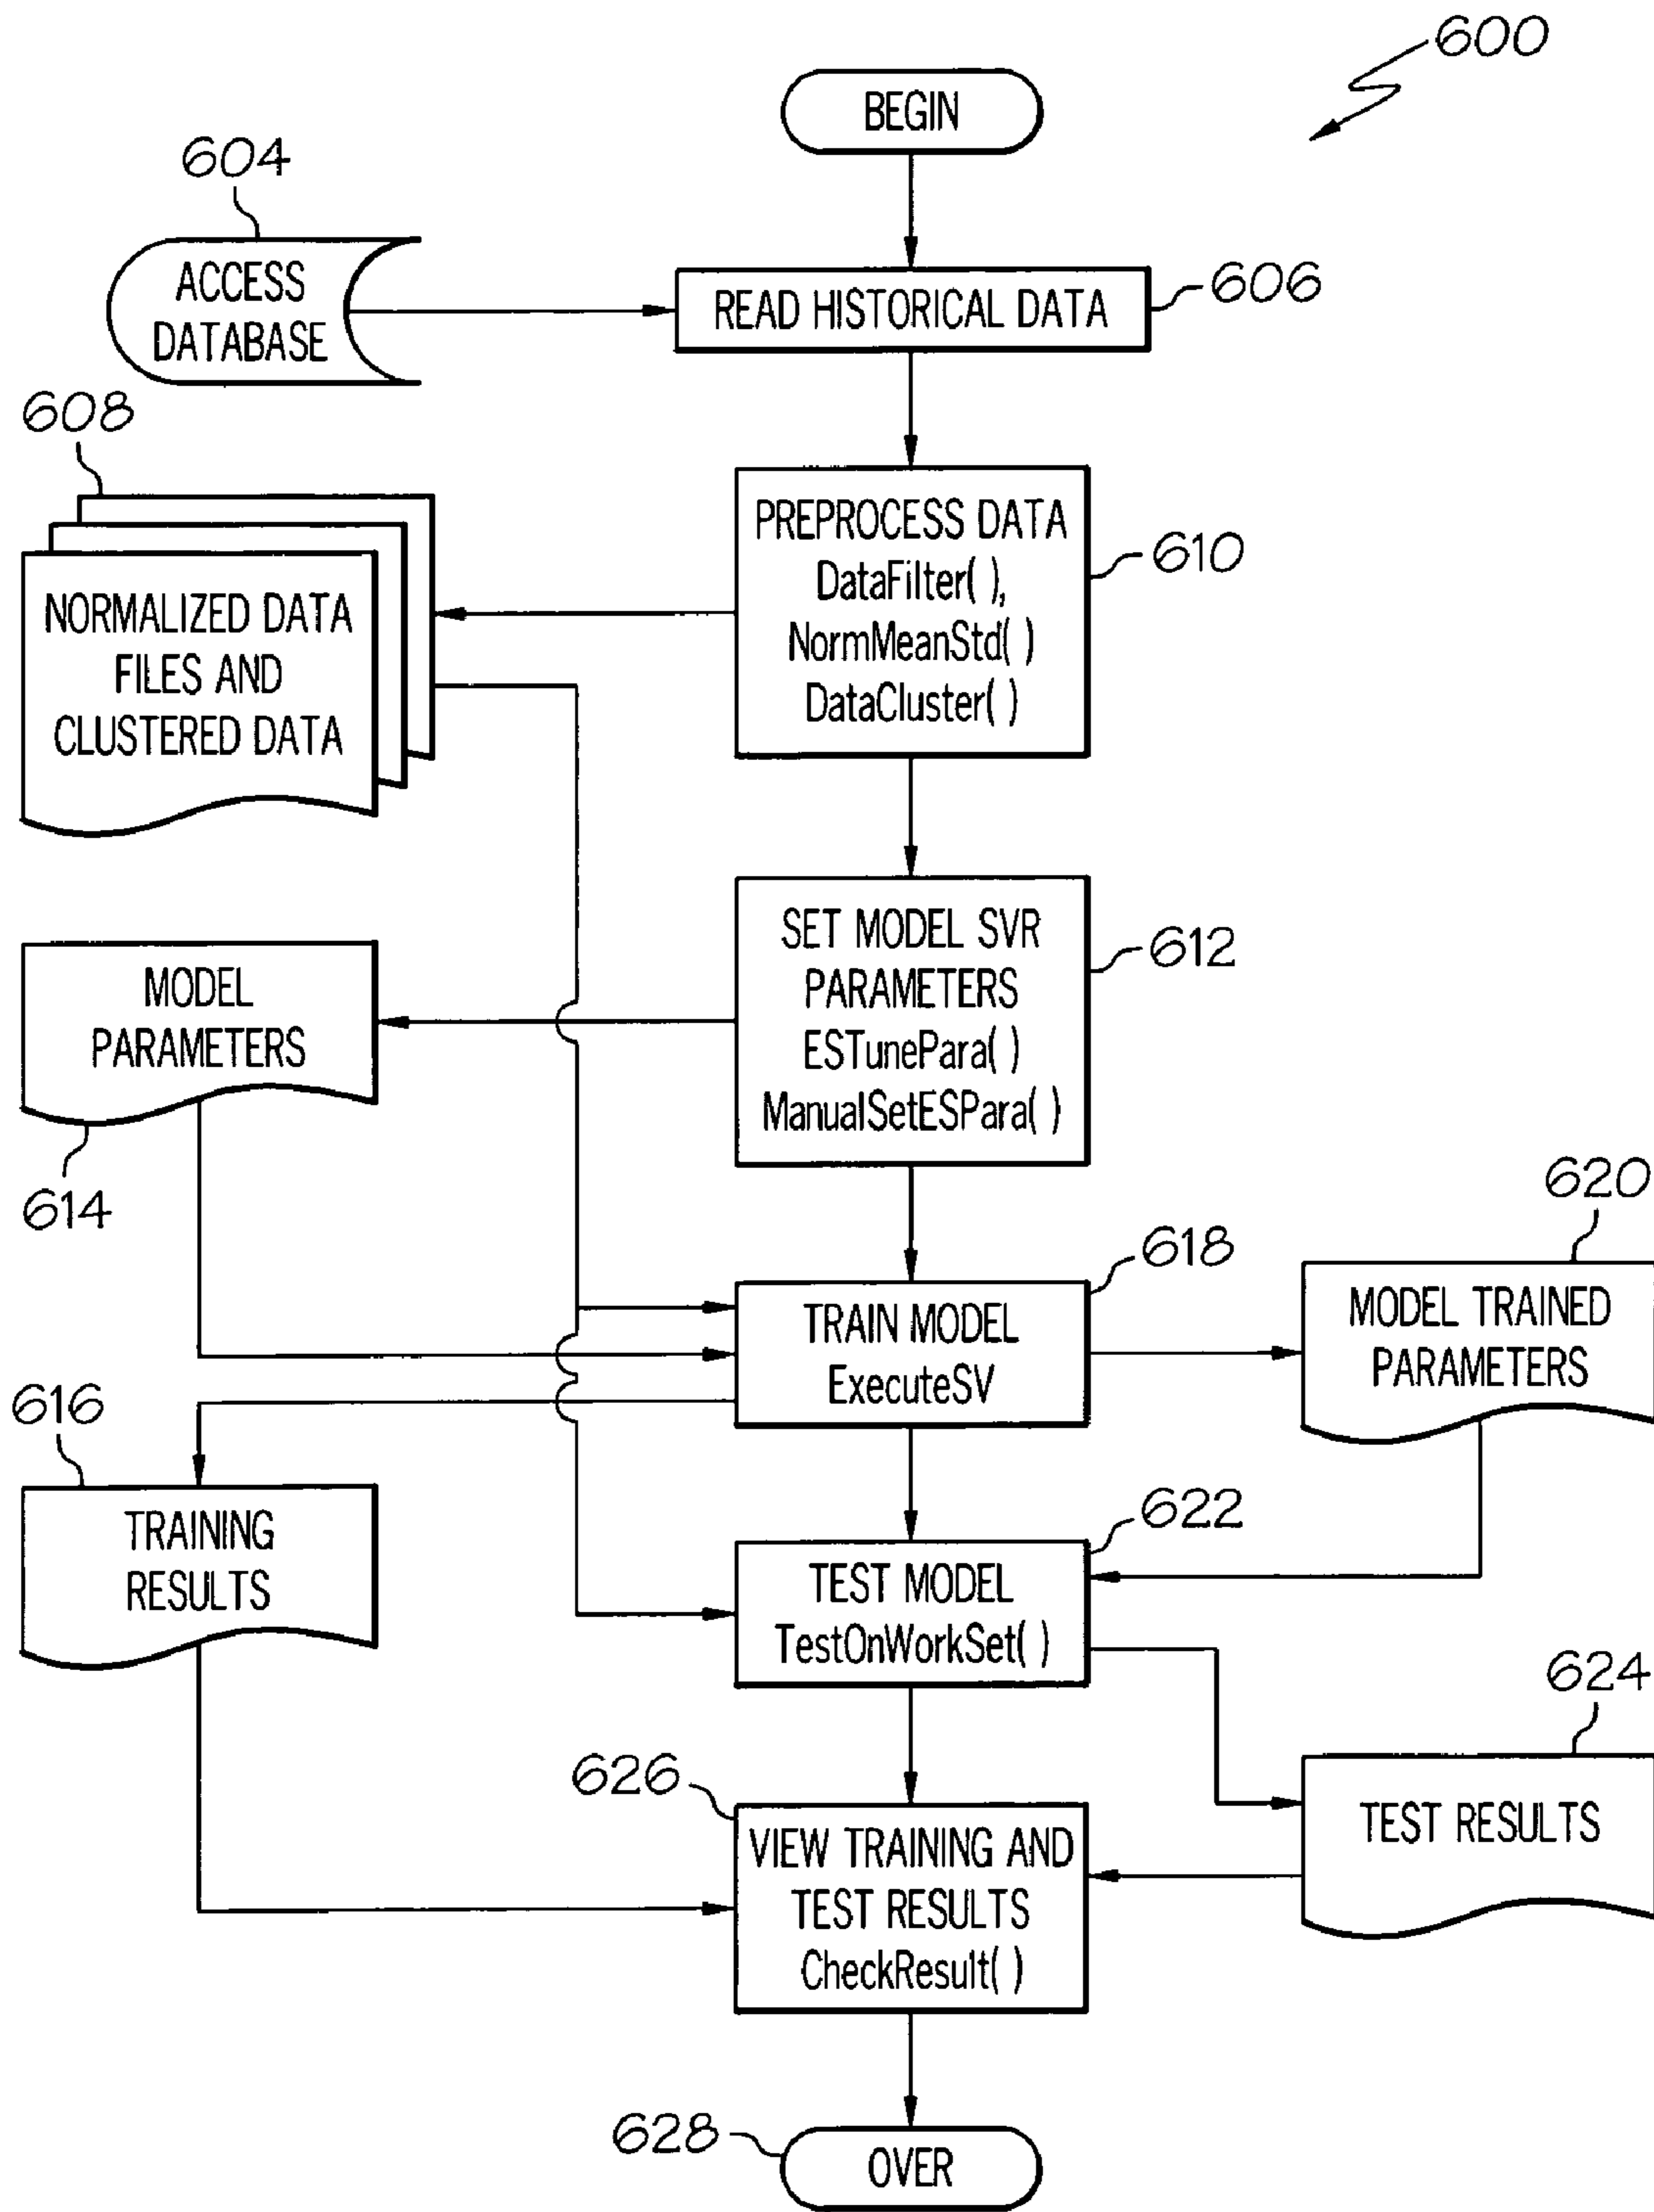 600
BEGIN
604
ACCESS
DATABASE
READ HISTORICAL DATA
606
608
NORMALIZED DATA
FILES AND
CLUSTERED DATA
PREPROCESS DATA
DataFilter( ),
NormMeanStd( )
DataCluster( )
610
SET MODEL SVR
PARAMETERS
ESTunePara( )
ManualSetESPara( )
612
MODEL
PARAMETERS
614
618
TRAIN MODEL
ExecuteSV
620
MODEL TRAINED
PARAMETERS
616
TRAINING
RESULTS
622
TEST MODEL
TestOnWorkSet( )
624
TEST RESULTS
626
VIEW TRAINING AND
TEST RESULTS
CheckResult( )
628
OVER